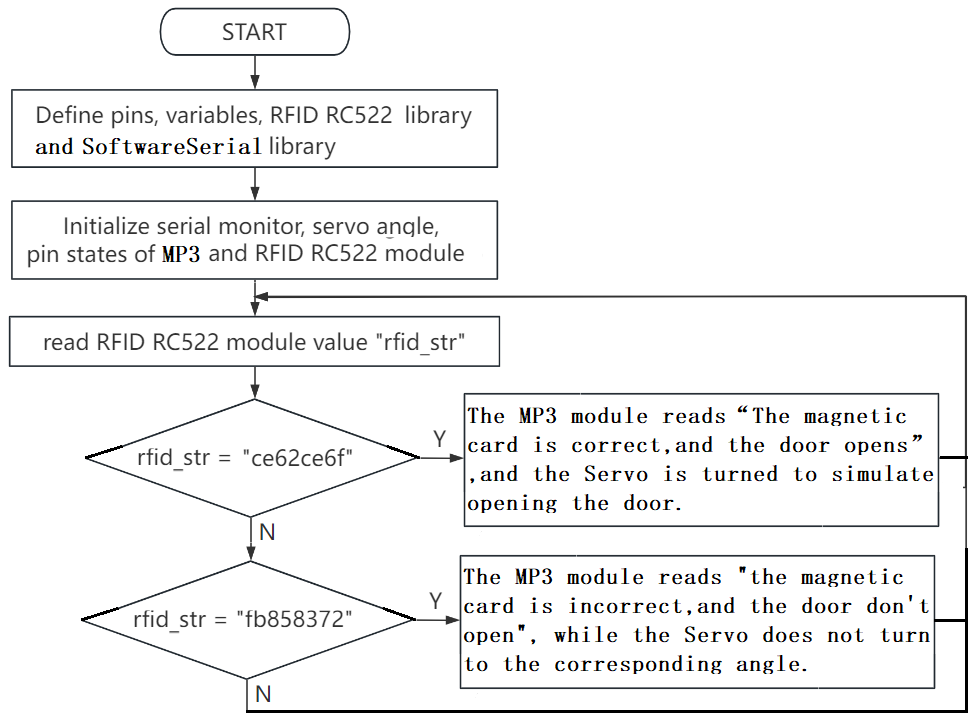 START
Define pins, variables, RFID RC522 library
and SoftwareSerial library
Initialize serial monitor, servo angle,
pin states of MP3 and RFID RC522 module
read RFID RC522 module value "rfid_str"
rfid_str = "ce62ce6f"
Y
The MP3 module reads “The magnetic
card is correct,and the door opens”
,and the Servo is turned to simulate
opening the door.
N
rfid_str = "fb858372"
Y
The MP3 module reads "the magnetic
card is incorrect,and the door don't
open", while the Servo does not turn
to the corresponding angle.
N